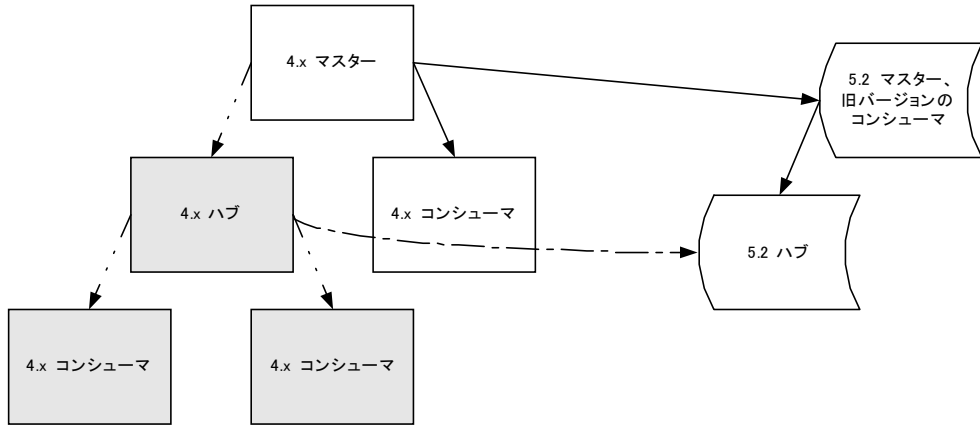 4.x マスター
5.2 マスター、
旧バージョンの
コンシューマ
4.x ハブ
4.x コンシューマ
5.2 ハブ
4.x コンシューマ
4.x コンシューマ